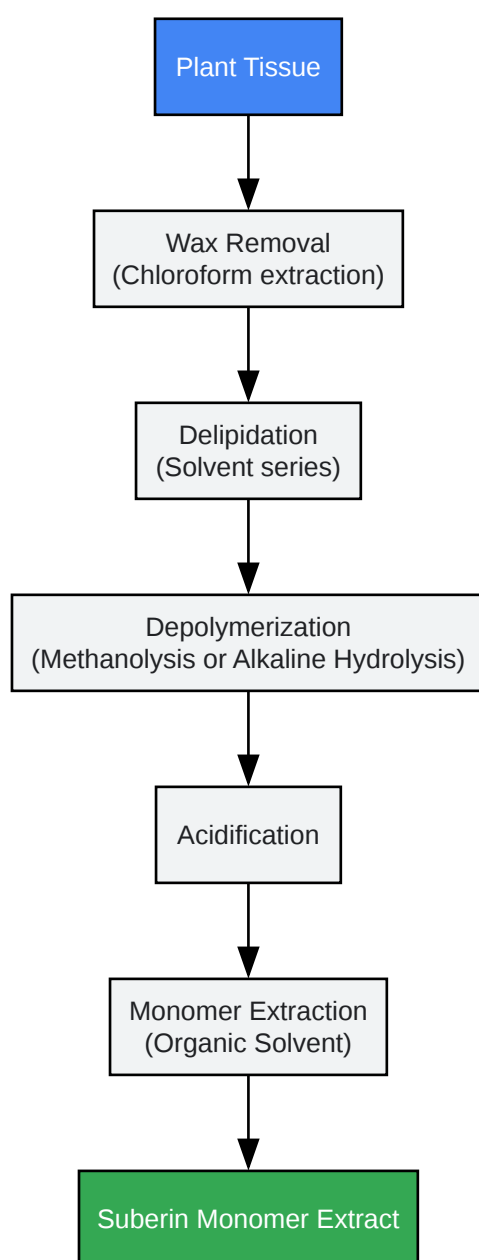 Plant Tissue
Wax Removal
(Chloroform extraction)
Delipidation
(Solvent series)
Depolymerization
(Methanolysis or Alkaline Hydrolysis)
Acidification
Monomer Extraction
(Organic Solvent)
Suberin Monomer Extract